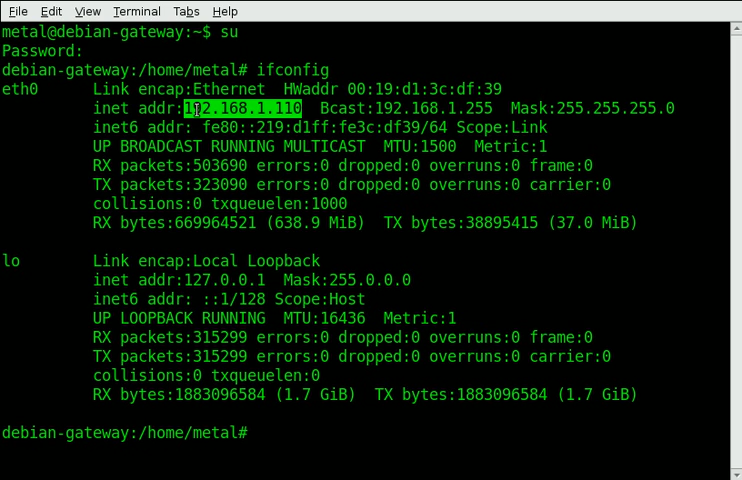 File Edit View Terminal Tabs Help
metal@debian-gateway:~$ su
Password:
debian-gateway:/home/metal# ifconfig
eth0 Link encap:Ethernet HWaddr 00:19:d1:3c:df:39
inet addr:192.168.1.110 Bcast:192.168.1.255 Mask:255.255.255.0
inet6 addr: fe80::219:d1ff:fe3c:df39/64 Scope:Link
UP BROADCAST RUNNING MULTICAST MTU:1500 Metric:1
RX packets:503690 errors:0 dropped:0 overruns:0 frame:0
TX packets:323090 errors:0 dropped:0 overruns:0 carrier:0
collisions:0 txqueuelen:1000
RX bytes:669964521 (638.9 MiB) TX bytes:38895415 (37.0 MiB)
lo Link encap:Local Loopback
inet addr:127.0.0.1 Mask:255.0.0.0
inet6 addr: ::1/128 Scope:Host
UP LOOPBACK RUNNING MTU:16436 Metric:1
RX packets:315299 errors:0 dropped:0 overruns:0 frame:0
TX packets:315299 errors:0 dropped:0 overruns:0 carrier:0
collisions:0 txqueuelen:0
RX bytes:1883096584 (1.7 GiB) TX bytes:1883096584 (1.7 GiB)
debian-gateway:/home/metal#